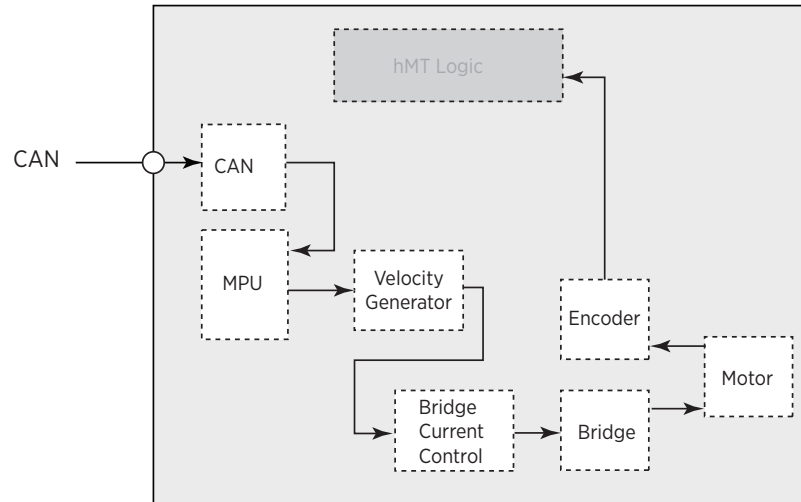 hMT Logic
CAN
CAN
MPU
Velocity
Generator
Encoder
Motor
Bridge
Current
Control
Bridge